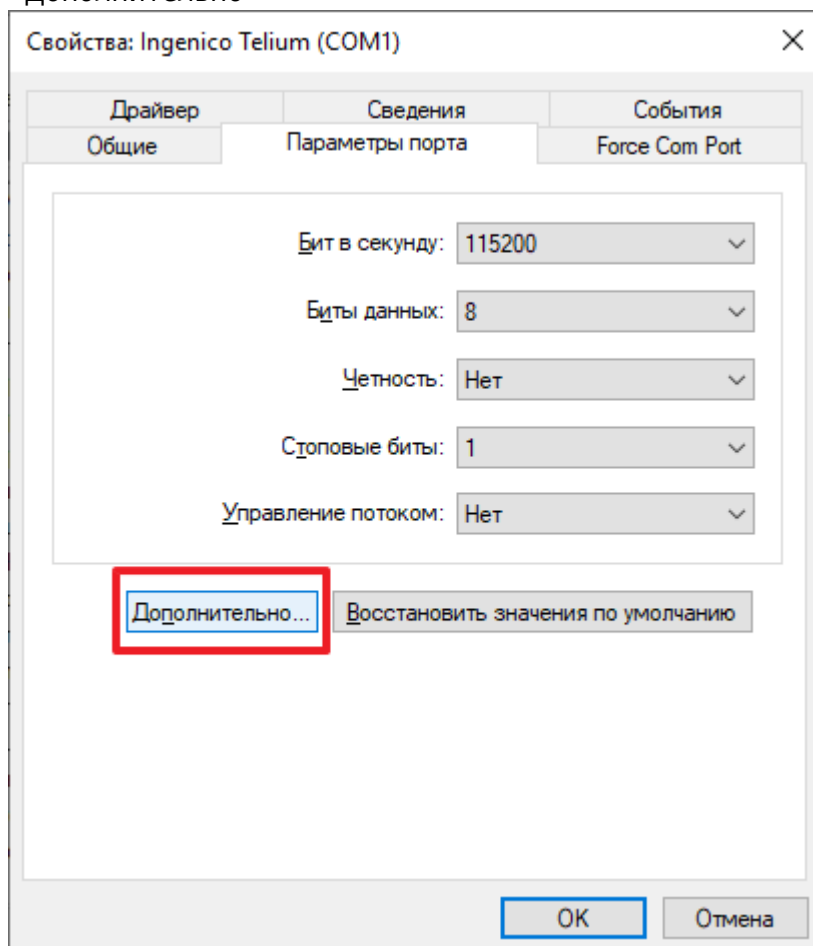 Дополнительно
Свойства: Ingenico Telium (COM1)
Драйвер Сведения События
Общие Параметры порта Force Com Port
Бит в секунду: 115200
Биты данных: 8
Четность: Нет
Стоповые биты: 1
Управление потоком: Нет
Дополнительно... Восстановить значения по умолчанию
OK Отмена